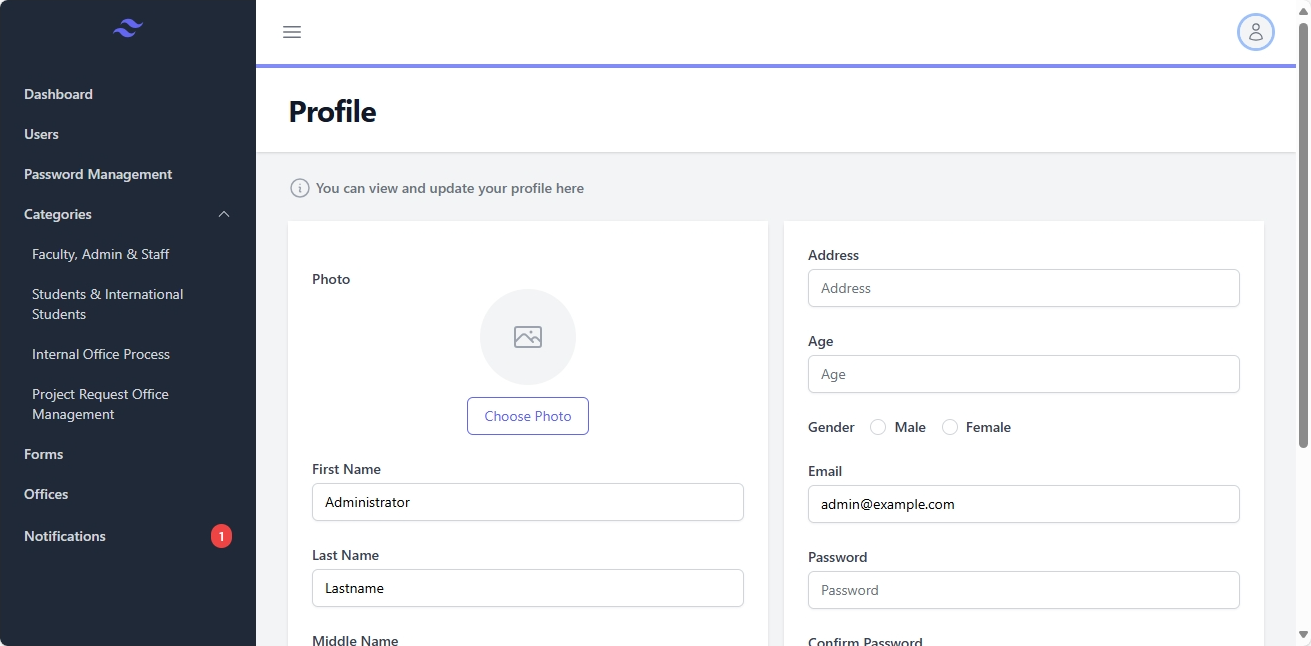 Dashboard
Users
Password Management
Categories
Faculty, Admin & Staff
Students & International
Students
Internal Office Process
Project Request Office
Management
Forms
Offices
Notifications
1
Profile
You can view and update your profile here
Photo
Choose Photo
First Name
Administrator
Last Name
Lastname
Middle Name
Address
Address
Age
Age
Gender Male Female
Email
admin@example.com
Password
Password
Confirm Password